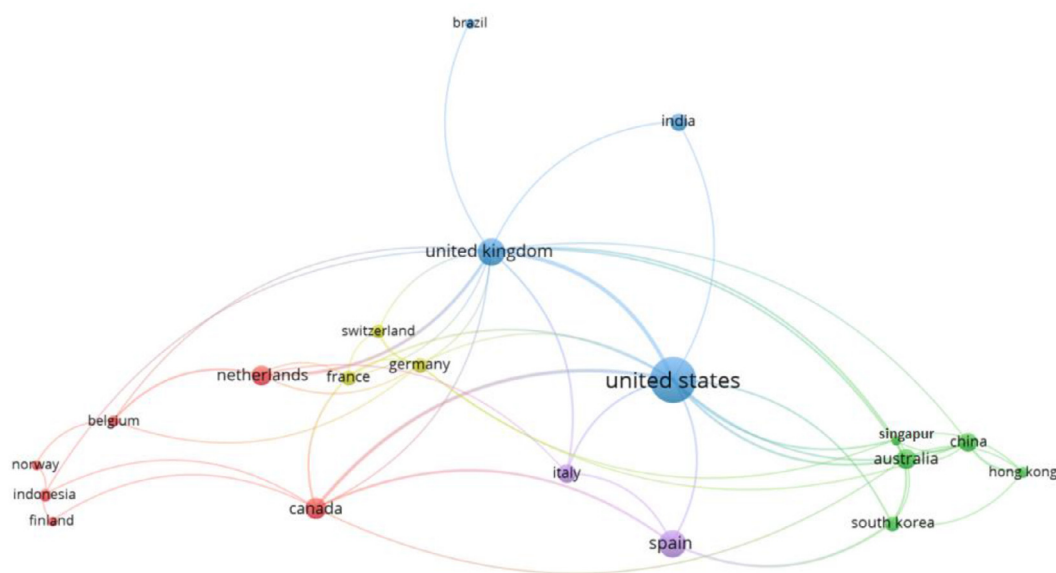 brazil
india
united kingdom
switzerland
germany
netherlands
france
united states
belgium
singapur
china
australia
norway
italy
hong kong
indonesia
canada
finland
south korea
spain